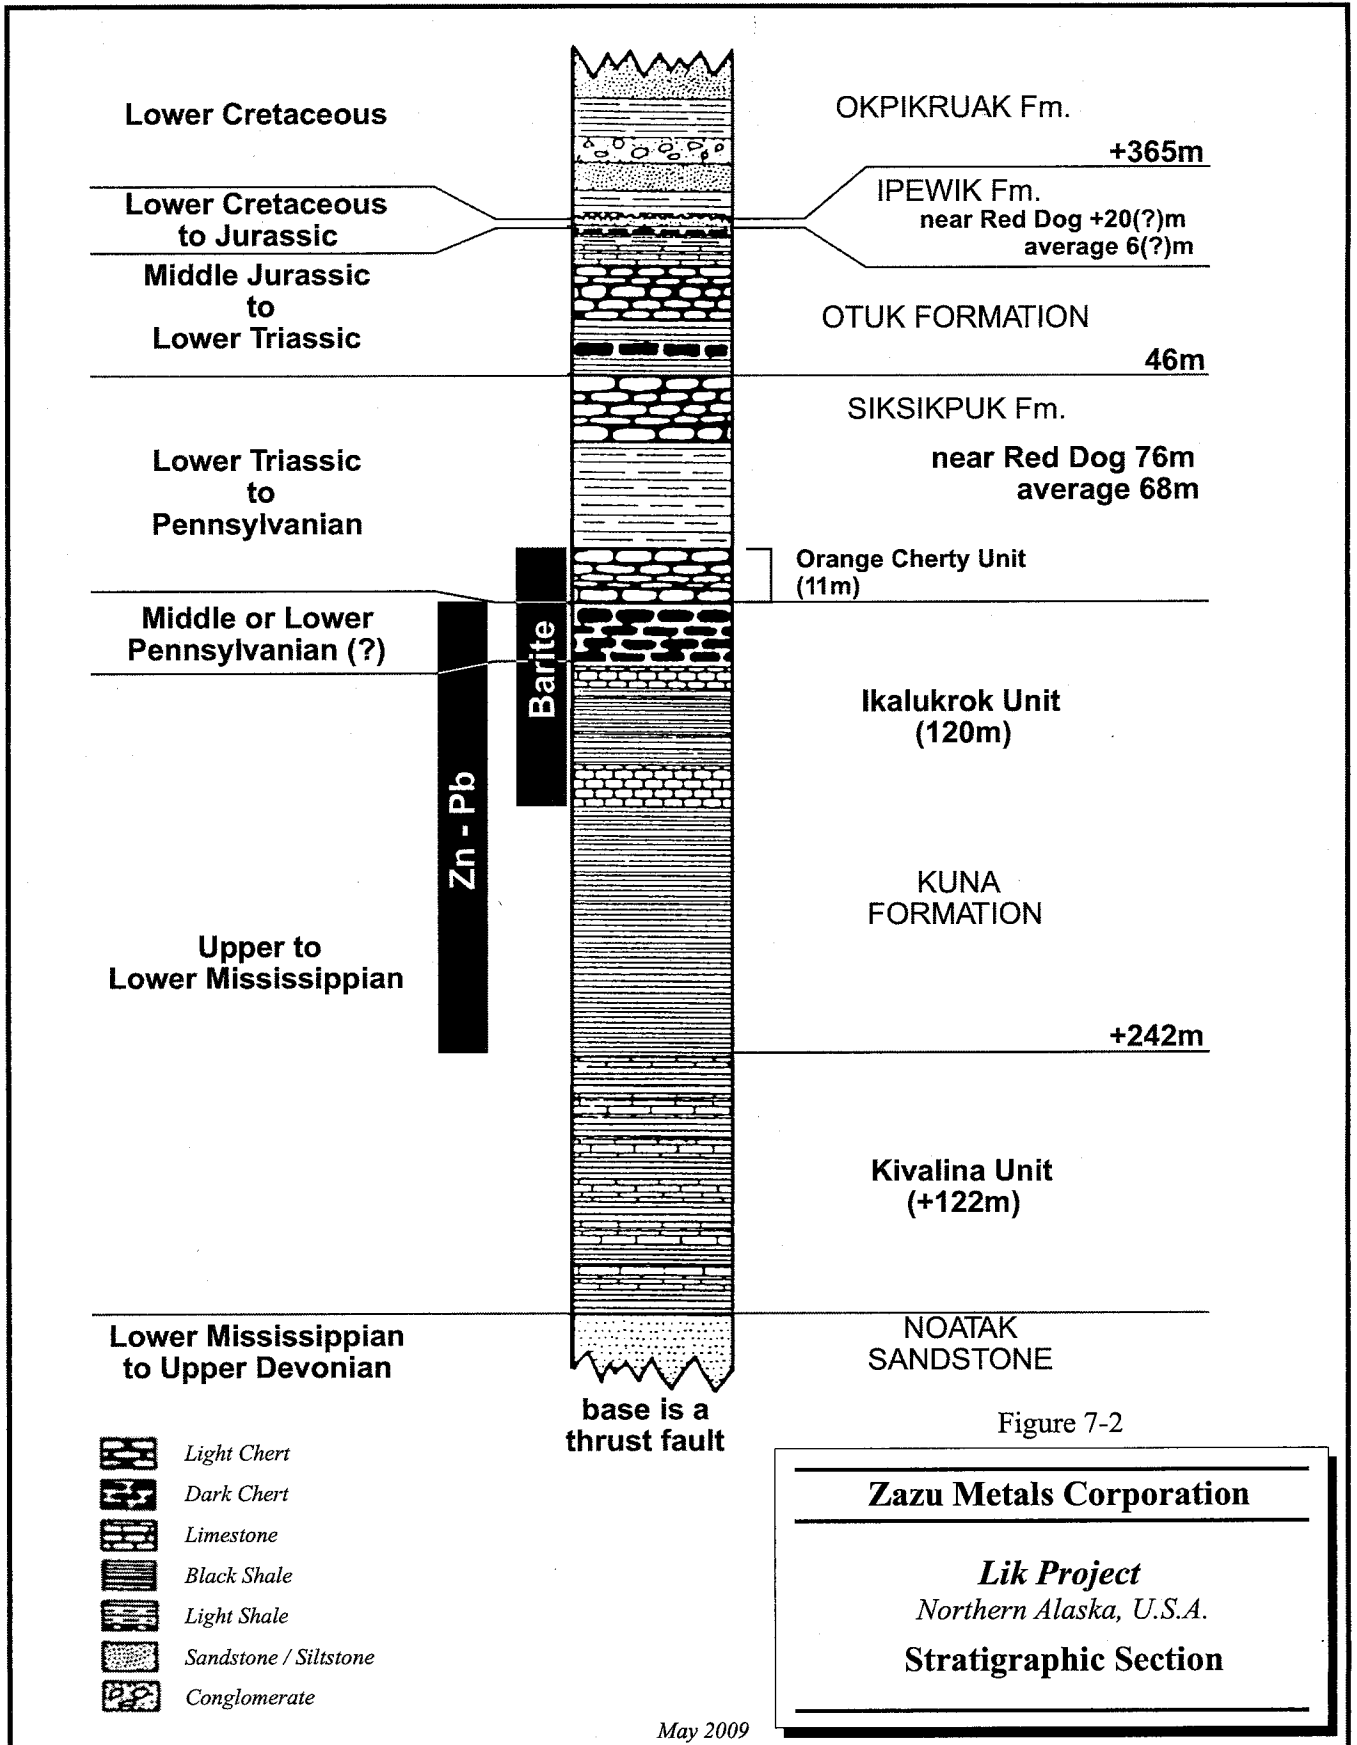 Lower Cretaceous
OKPIKRUAK Fm.
+365m
Lower Cretaceous
to Jurassic
IPEWIK Fm.
near Red Dog +20(?)m
average 6(?)m
Middle Jurassic
to
Lower Triassic
OTUK FORMATION
46m
SIKSIKPUK Fm.
near Red Dog 76m
average 68m
Lower Triassic
to
Pennsylvanian
Orange Cherty Unit
(11m)
Middle or Lower
Pennsylvanian (?)
Barite
Zn - Pb
Ikalukrok Unit
(120m)
KUNA
FORMATION
Upper to
Lower Mississippian
+242m
Kivalina Unit
(+122m)
Lower Mississippian
to Upper Devonian
NOATAK
SANDSTONE
base is a
thrust fault
Light Chert
Dark Chert
Limestone
Black Shale
Light Shale
Sandstone / Siltstone
Conglomerate
Figure 7-2
Zazu Metals Corporation
Lik Project
Northern Alaska, U.S.A.
Stratigraphic Section
May 2009